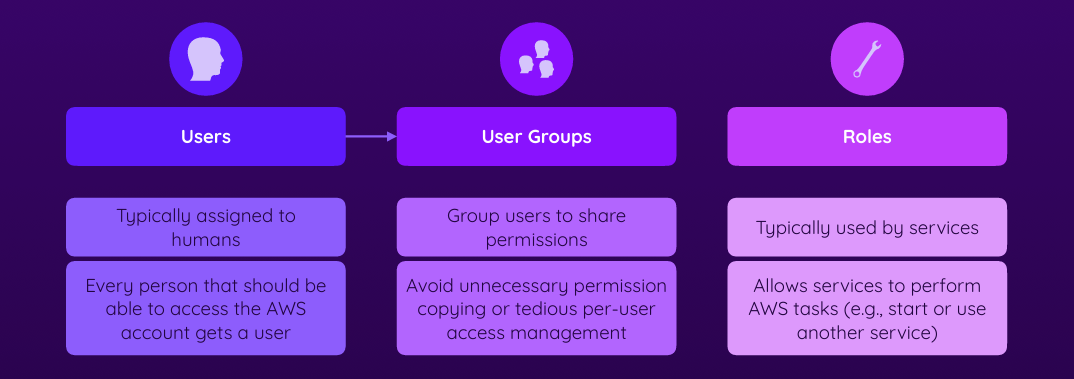 Users
User Groups
Roles
Typically assigned to
humans
Group users to share
permissions
Typically used by services
Every person that should be
able to access the AWS
account gets a user
Avoid unnecessary permission
copying or tedious per-user
access management
Allows services to perform
AWS tasks (e.g., start or use
another service)